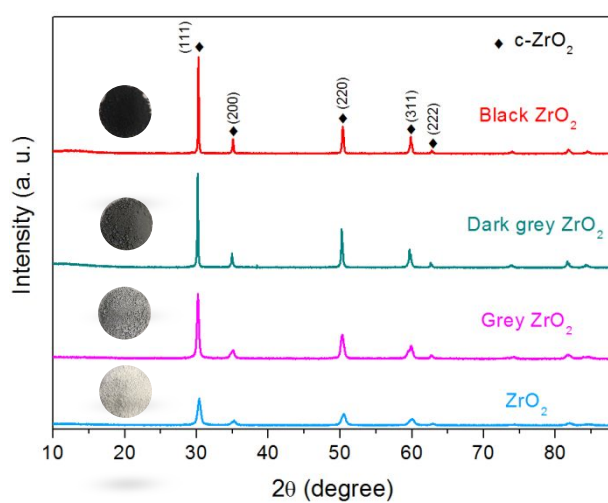 (111)
◆ c-ZrO₂
(200)
(220)
(311)
(222)
Black ZrO₂
Dark grey ZrO₂
Grey ZrO₂
ZrO₂
Intensity (a. u.)
10 20 30 40 50 60 70 80
2θ (degree)